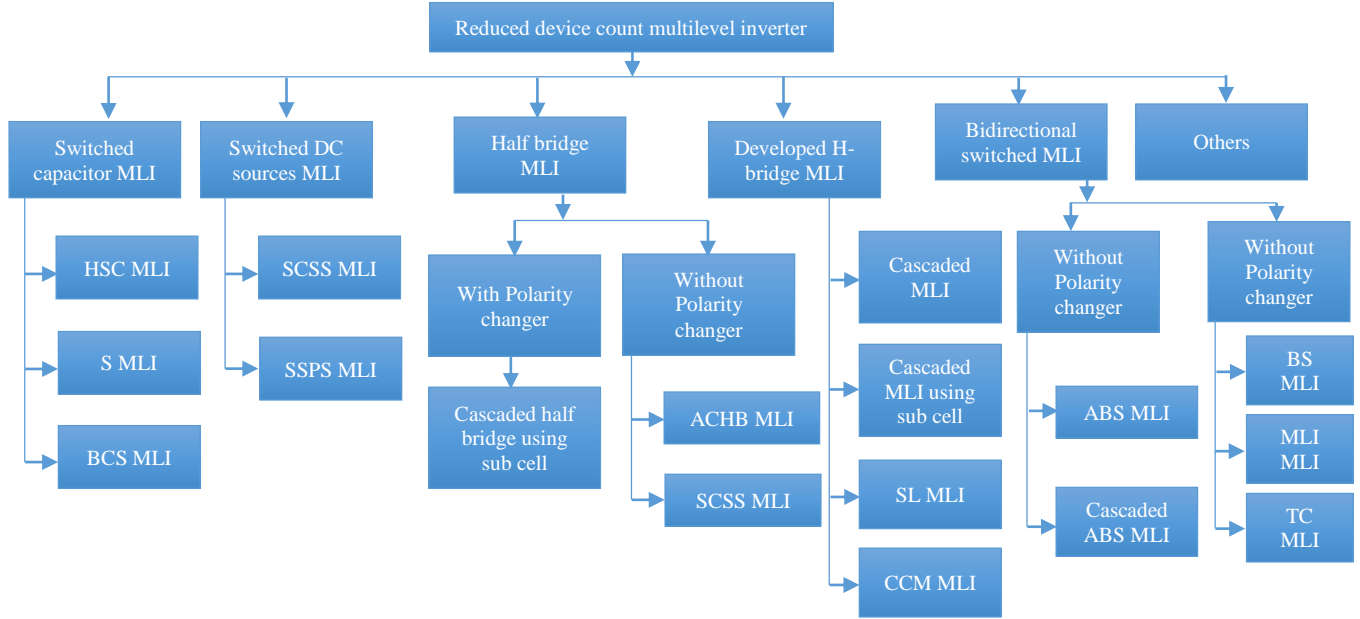 Reduced device count multilevel inverter
Switched
capacitor MLI
Switched DC
sources MLI
Half bridge
MLI
Developed H-
bridge MLI
Bidirectional
switched MLI
Others
HSC MLI
S MLI
BCS MLI
SCSS MLI
SSPS MLI
With Polarity
changer
Cascaded half
bridge using
sub cell
Without
Polarity
changer
ACHB MLI
SCSS MLI
Cascaded
MLI
Cascaded
MLI using
sub cell
SL MLI
CCM MLI
Without
Polarity
changer
ABS MLI
Cascaded
ABS MLI
Without
Polarity
changer
BS
MLI
MLI
MLI
TC
MLI